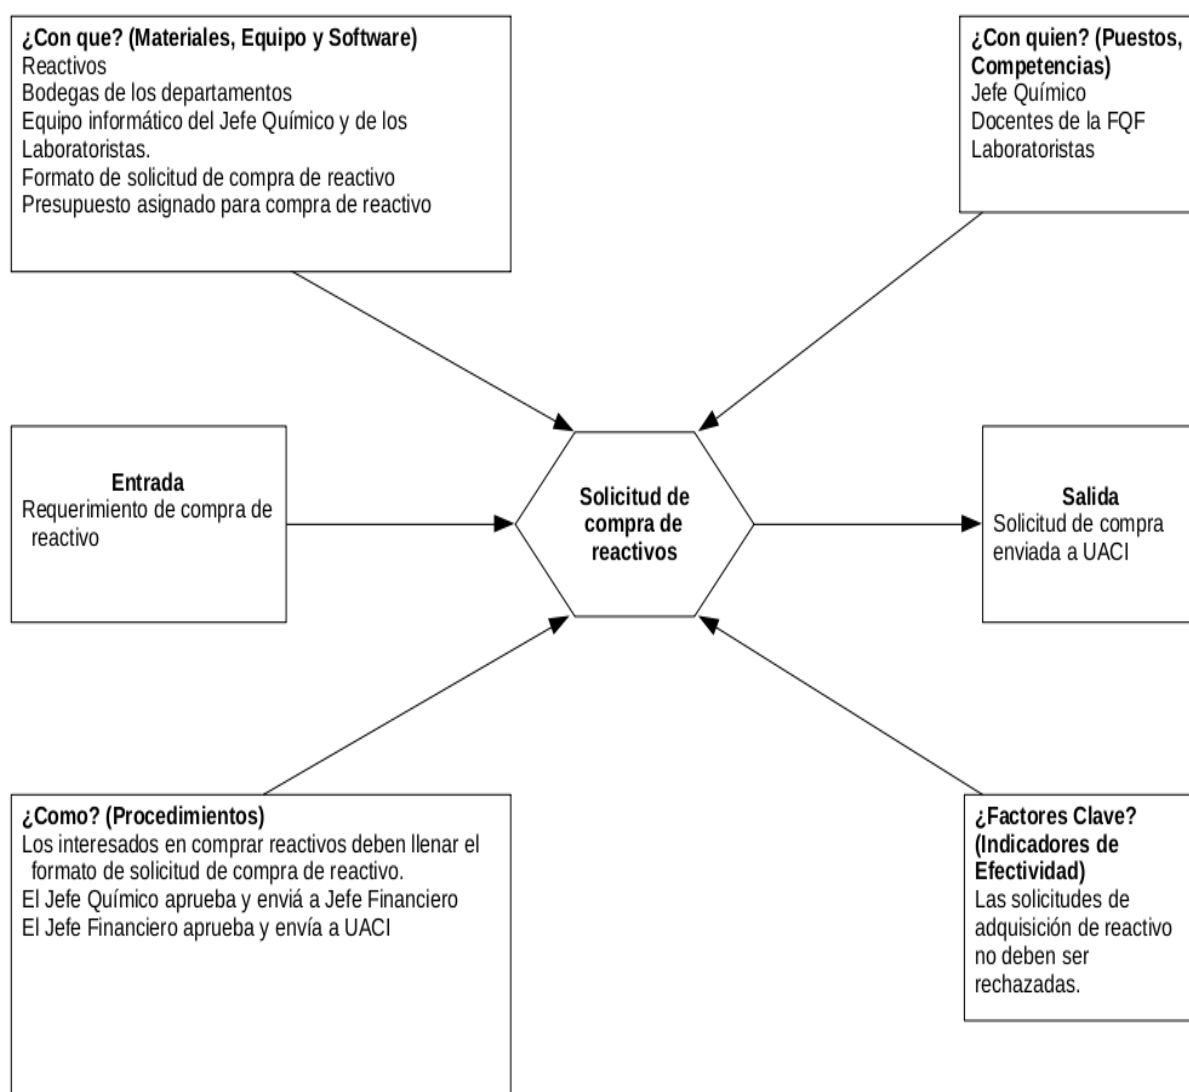 ¿Con que? (Materiales, Equipo y Software)
Reactivos
Bodegas de los departamentos
Equipo informático del Jefe Químico y de los
Laboratoristas.
Formato de solicitud de compra de reactivo
Presupuesto asignado para compra de reactivo
¿Con quien? (Puestos,
Competencias)
Jefe Químico
Docentes de la FQF
Laboratoristas
Entrada
Requerimiento de compra de
reactivo
Solicitud de
compra de
reactivos
Salida
Solicitud de compra
enviada a UACI
¿Como? (Procedimientos)
Los interesados en comprar reactivos deben llenar el
formato de solicitud de compra de reactivo.
El Jefe Químico aprueba y enviá a Jefe Financiero
El Jefe Financiero aprueba y envía a UACI
¿Factores Clave?
(Indicadores de
Efectividad)
Las solicitudes de
adquisición de reactivo
no deben ser
rechazadas.